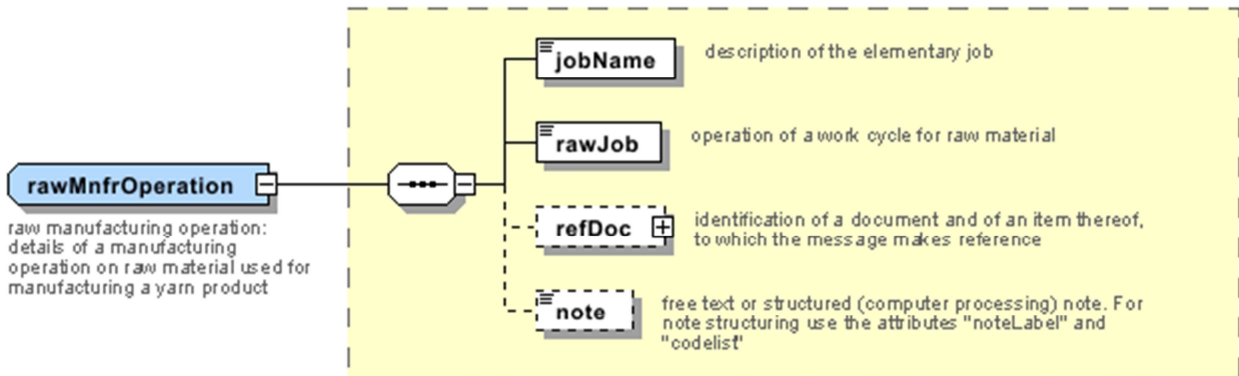 jobName
description of the elementary job
rawJob
operation of a work cycle for raw material
rawMnfrOperation
raw manufacturing operation:
details of a manufacturing
operation on raw material used for
manufacturing a yarn product
refDoc
identification of a document and of an item thereof,
to which the message makes reference
note
free text or structured (computer processing) note. For
note structuring use the attributes "noteLabel" and
"codelist"